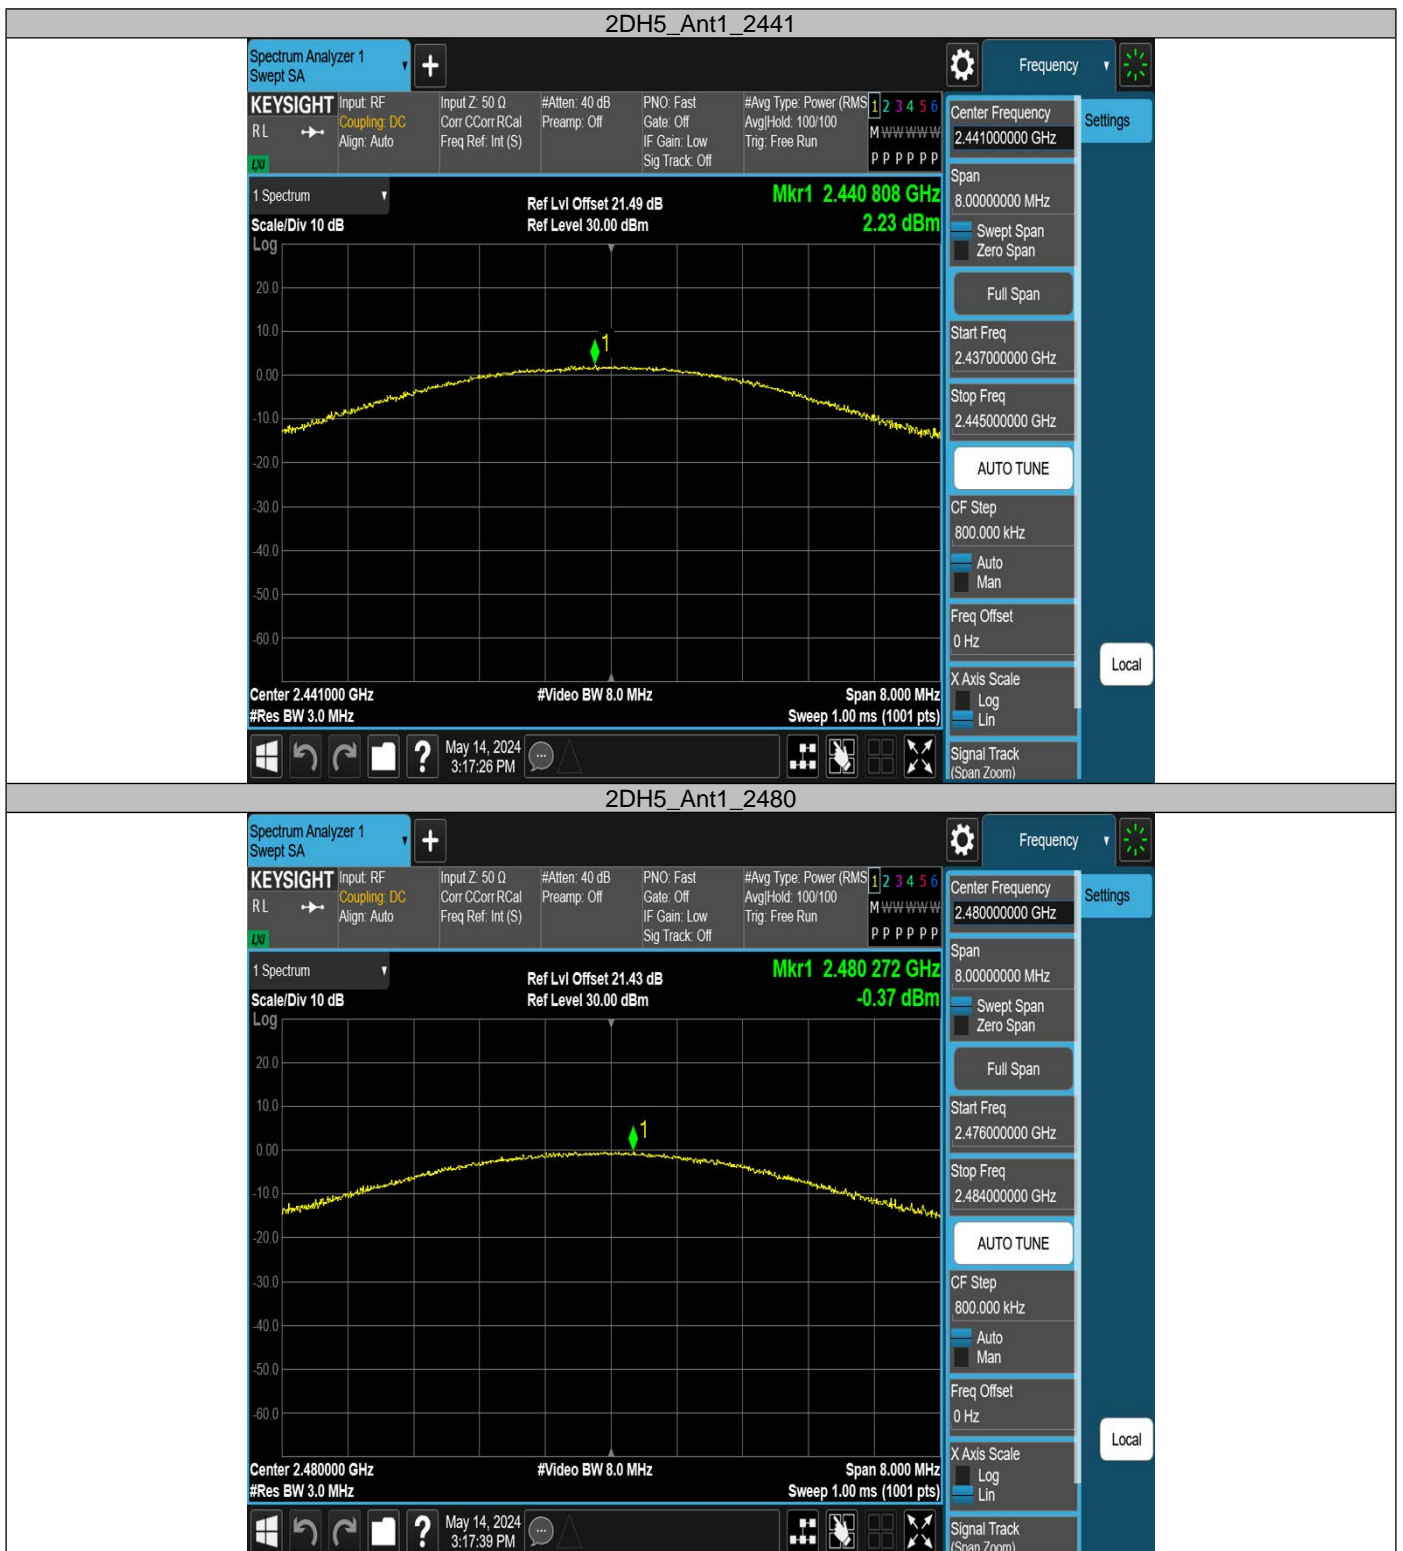 2DH5_Ant1_2441
Spectrum Analyzer 1
Swept SA
Frequency
KEYSIGHT
RL
LXI
Input: RF
Coupling: DC
Align: Auto
Input Z: 50 Ω
Corr CCorr RCal
Freq Ref: Int (S)
#Atten: 40 dB
Preamp: Off
PNO: Fast
Gate: Off
IF Gain: Low
Sig Track: Off
#Avg Type: Power (RMS
Avg|Hold: 100/100
Trig: Free Run
1 2 3 4 5 6
M W W W W W
P P P P P P
Center Frequency
2.441000000 GHz
Settings
Span
8.00000000 MHz
Swept Span
Zero Span
Full Span
Start Freq
2.437000000 GHz
Stop Freq
2.445000000 GHz
AUTO TUNE
CF Step
800.000 kHz
Auto
Man
Freq Offset
0 Hz
X Axis Scale
Log
Lin
Signal Track
(Span Zoom)
Local
1 Spectrum
Scale/Div 10 dB
Ref Lvl Offset 21.49 dB
Ref Level 30.00 dBm
Mkr1 2.440 808 GHz
2.23 dBm
Log
20.0
10.0
1
0.00
-10.0
-20.0
-30.0
-40.0
-50.0
-60.0
Center 2.441000 GHz
#Video BW 8.0 MHz
Span 8.000 MHz
#Res BW 3.0 MHz
Sweep 1.00 ms (1001 pts)
?
May 14, 2024
3:17:26 PM
2DH5_Ant1_2480
Spectrum Analyzer 1
Swept SA
Frequency
KEYSIGHT
RL
LXI
Input: RF
Coupling: DC
Align: Auto
Input Z: 50 Ω
Corr CCorr RCal
Freq Ref: Int (S)
#Atten: 40 dB
Preamp: Off
PNO: Fast
Gate: Off
IF Gain: Low
Sig Track: Off
#Avg Type: Power (RMS
Avg|Hold: 100/100
Trig: Free Run
1 2 3 4 5 6
M W W W W W
P P P P P P
Center Frequency
2.480000000 GHz
Settings
Span
8.00000000 MHz
Swept Span
Zero Span
Full Span
Start Freq
2.476000000 GHz
Stop Freq
2.484000000 GHz
AUTO TUNE
CF Step
800.000 kHz
Auto
Man
Freq Offset
0 Hz
X Axis Scale
Log
Lin
Signal Track
(Span Zoom)
Local
1 Spectrum
Scale/Div 10 dB
Ref Lvl Offset 21.43 dB
Ref Level 30.00 dBm
Mkr1 2.480 272 GHz
-0.37 dBm
Log
20.0
10.0
1
0.00
-10.0
-20.0
-30.0
-40.0
-50.0
-60.0
Center 2.480000 GHz
#Video BW 8.0 MHz
Span 8.000 MHz
#Res BW 3.0 MHz
Sweep 1.00 ms (1001 pts)
?
May 14, 2024
3:17:39 PM